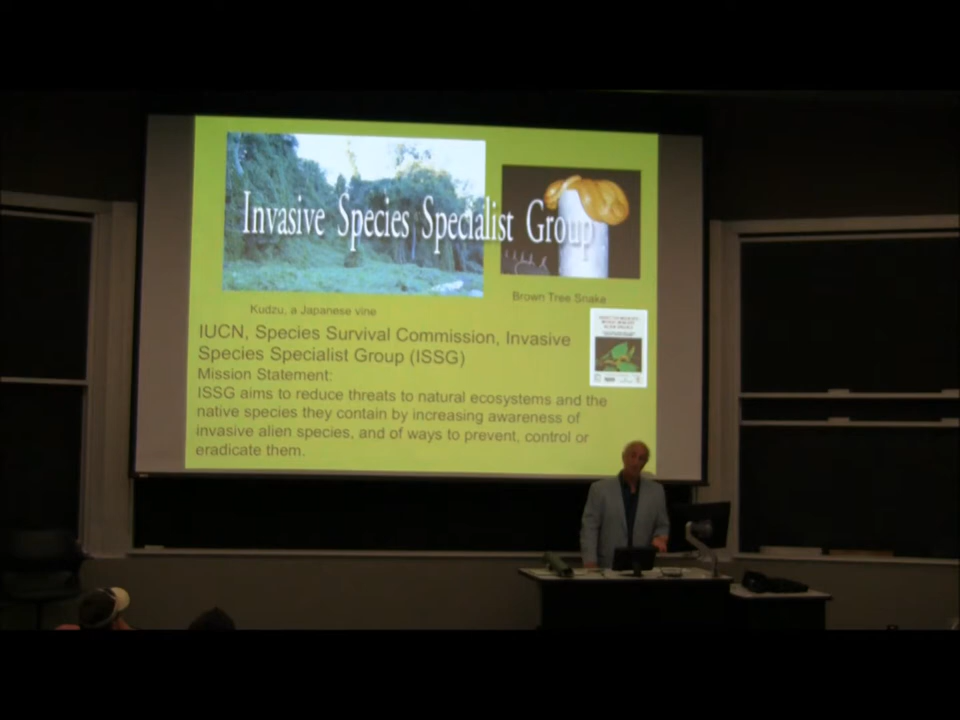 Invasive Species Specialist Group
Kudzu, a Japanese vine
Brown Tree Snake
IUCN, Species Survival Commission, Invasive
Species Specialist Group (ISSG)
Mission Statement:
ISSG aims to reduce threats to natural ecosystems and the
native species they contain by increasing awareness of
invasive alien species, and of ways to prevent, control or
eradicate them.